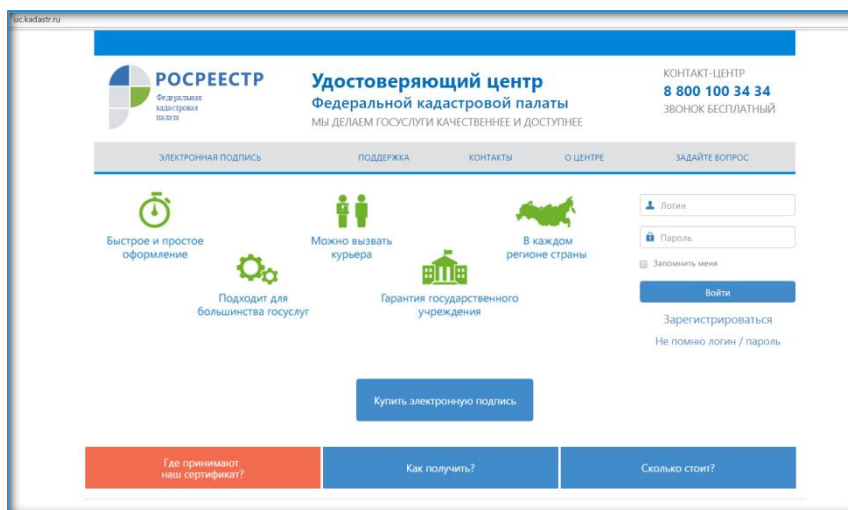 uc.kadastr.ru
РОСРЕЕСТР
Федеральная
кадастровая
палата
Удостоверяющий центр
Федеральной кадастровой палаты
МЫ ДЕЛАЕМ ГОСУСЛУГИ КАЧЕСТВЕННЕЕ И ДОСТУПНЕЕ
КОНТАКТ-ЦЕНТР
8 800 100 34 34
ЗВОНОК БЕСПЛАТНЫЙ
ЭЛЕКТРОННАЯ ПОДПИСЬ
ПОДДЕРЖКА
КОНТАКТЫ
О ЦЕНТРЕ
ЗАДАЙТЕ ВОПРОС
Быстрое и простое
оформление
Подходит для
большинства госуслуг
Можно вызвать
курьера
Гарантия государственного
учреждения
В каждом
регионе страны
Логин
Пароль
Запомнить меня
Войти
Зарегистрироваться
Не помню логин / пароль
Купить электронную подпись
Где принимают
наш сертификат?
Как получить?
Сколько стоит?